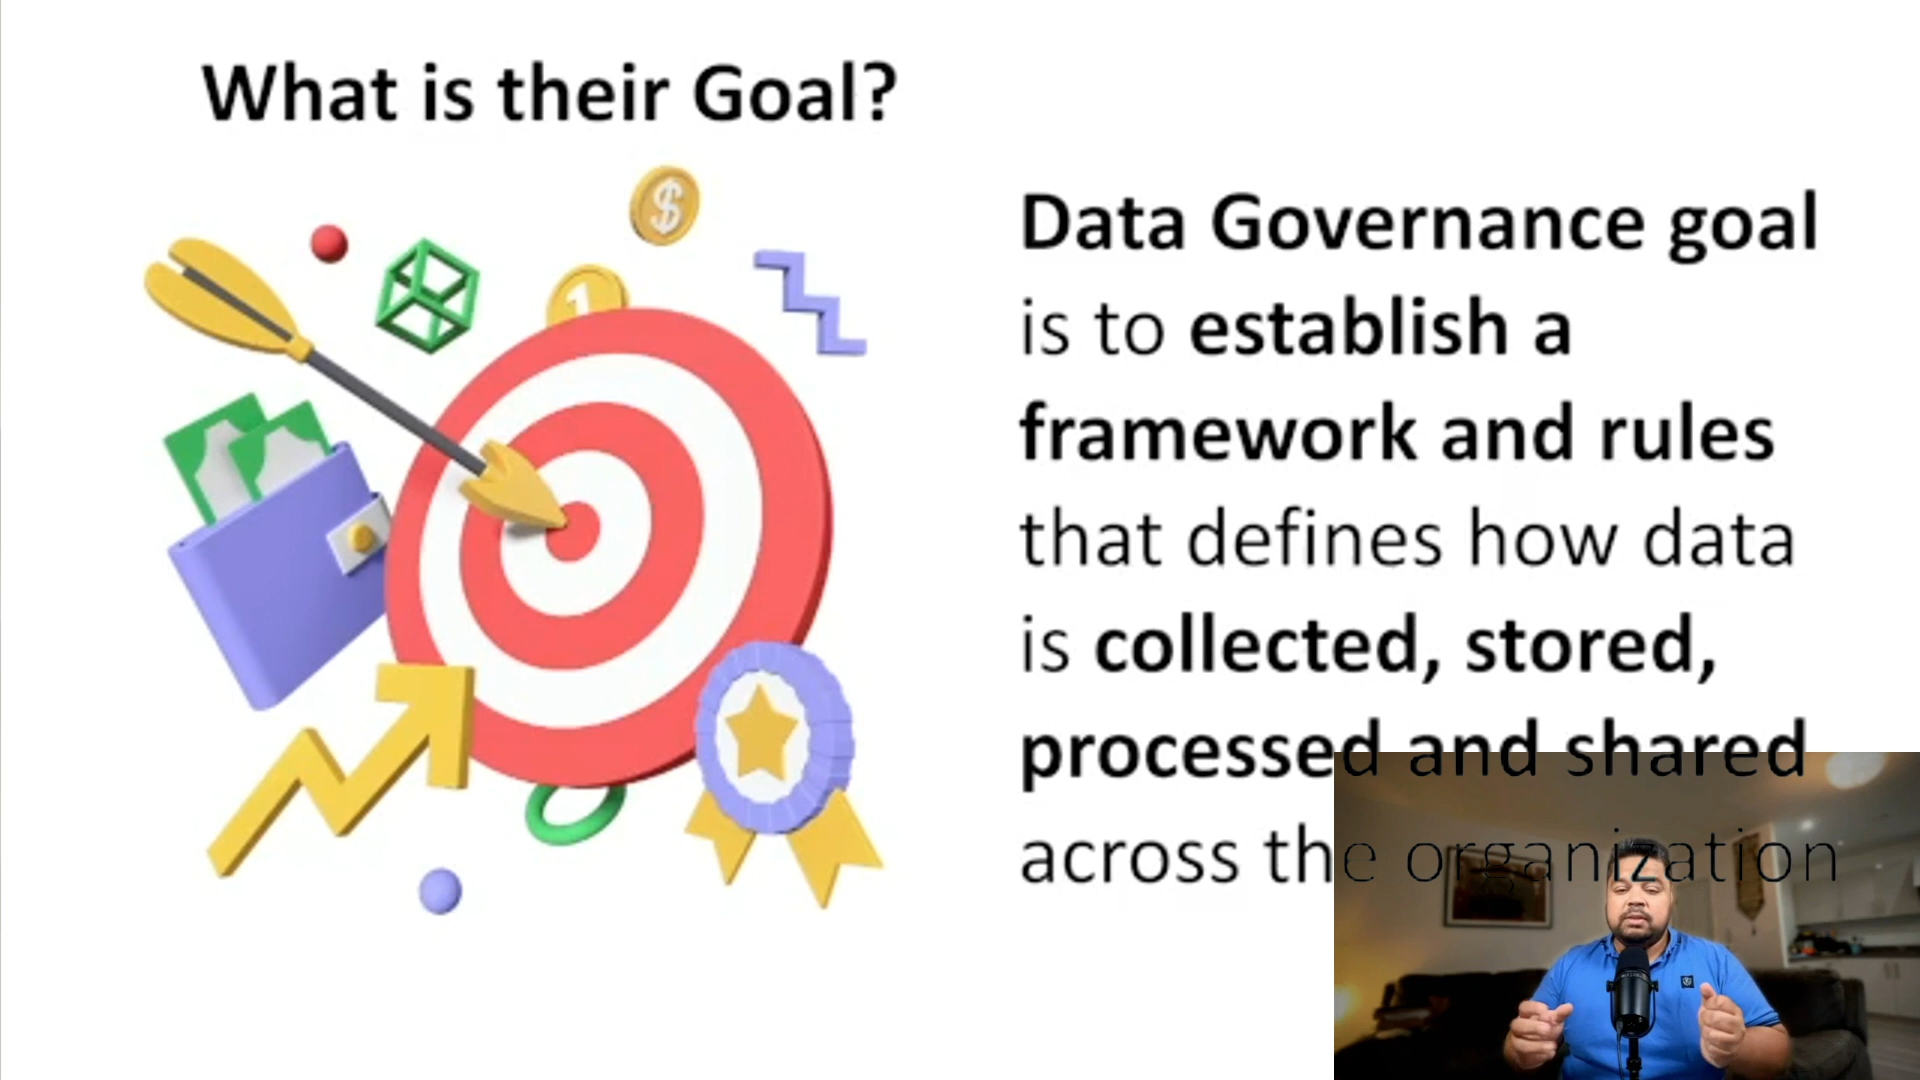 What is their Goal?
$
1
Data Governance goal
is to establish a
framework and rules
that defines how data
is collected, stored,
processed and shared
across the organization